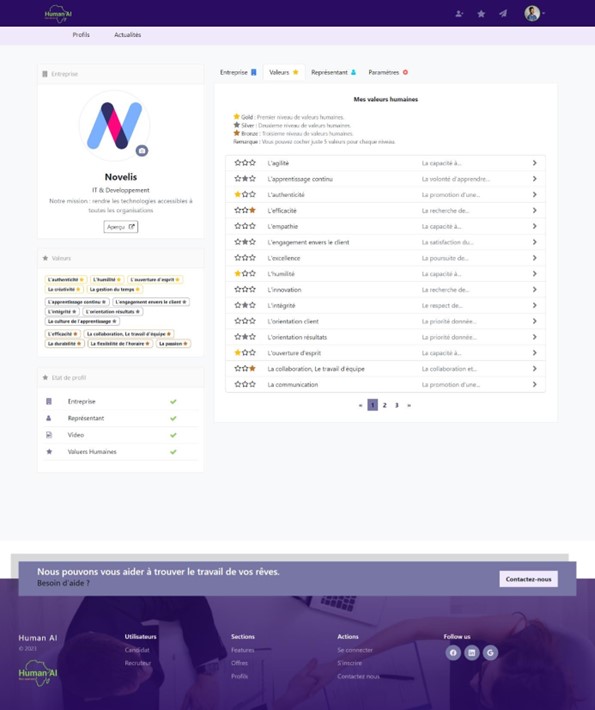 Human AI
Profils
Actualités
Entreprise
Novelis
IT & Developpement
Notre mission : rendre les technologies accessibles à
toutes les organisations
Aperçu
Valeurs
L'authenticité
L'humilité
L'ouverture d'esprit
La créativité
La gestion du temps
L'apprentissage continu
L'engagement envers le client
L'intégrité
L'orientation résultats
La culture de l'apprentissage
L'efficacité
La collaboration, Le travail d'équipe
La durabilité
La flexibilité de l'horaire
La passion
Etat de profil
Entreprise
Représentant
Video
Valuers Humaines
Entreprise
Valeurs
Représentant
Paramètres
Mes valeurs humaines
Gold : Premier niveau de valeurs humaines.
Silver : Deuxieme niveau de valeurs humaines.
Bronze : Troisieme niveau de valeurs humaines.
Remarque : Vous pouvez cocher juste 5 valeurs pour chaque niveau.
L'agilité La capacité à...
L'apprentissage continu La volonté d'apprendre...
L'authenticité La promotion d'une...
L'efficacité La recherche de...
L'empathie La capacité à...
L'engagement envers le client La satisfaction du...
L'excellence La poursuite de...
L'humilité La capacité à...
L'innovation La recherche de...
L'intégrité Le respect de...
L'orientation client La priorité donnée...
L'orientation résultats La priorité donnée...
L'ouverture d'esprit La capacité à...
La collaboration, Le travail d'équipe La collaboration et...
La communication La promotion d'une...
« 1 2 3 »
Nous pouvons vous aider à trouver le travail de vos rêves.
Besoin d'aide ?
Contactez-nous
Human AI
© 2023
Human AI
Utilisateurs
Candidat
Recruteur
Sections
Features
Offres
Profils
Actions
Se connecter
S'inscrire
Contactez nous
Follow us